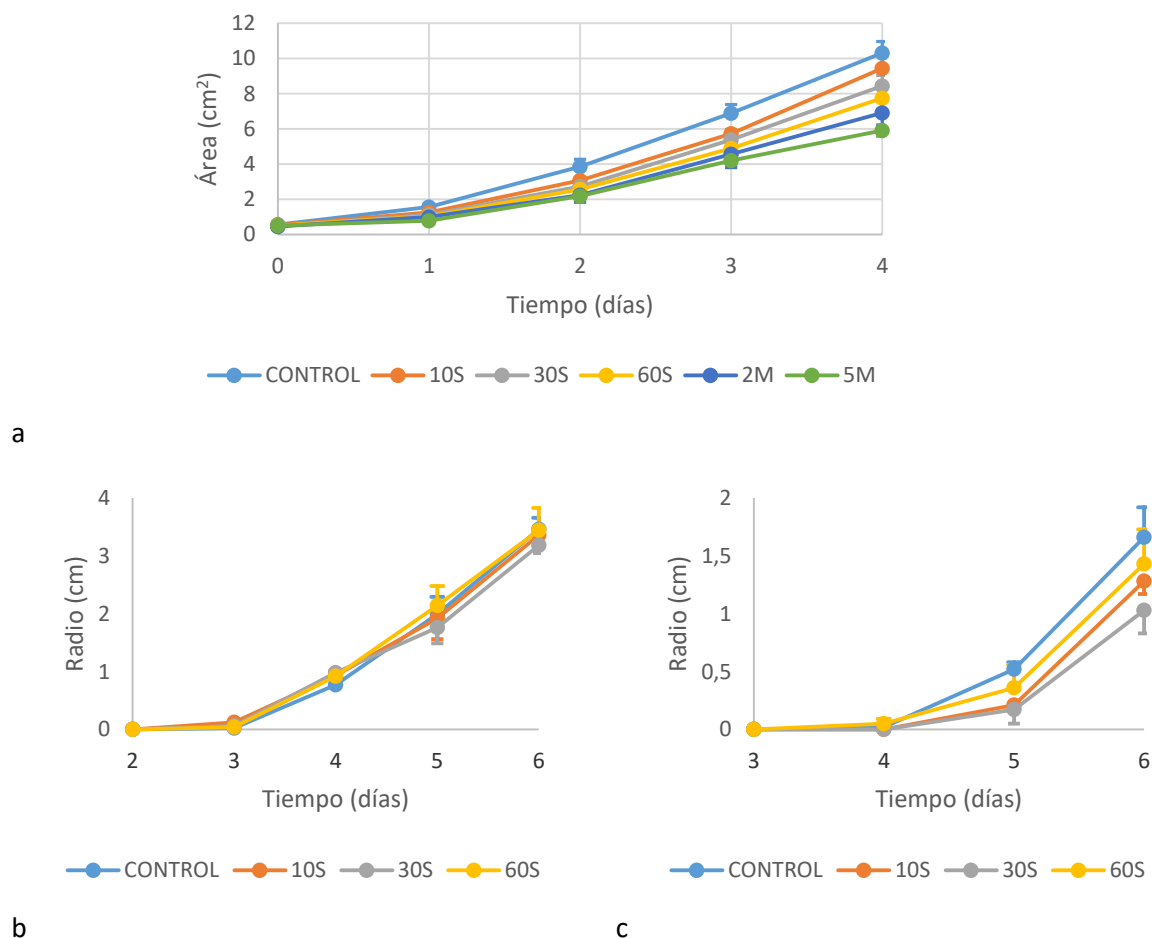 12
10
8
6
4
2
0
Área (cm²)
0 1 2 3 4
Tiempo (días)
CONTROL 10S 30S 60S 2M 5M
a
4
3
2
1
0
Radio (cm)
2 3 4 5 6
Tiempo (días)
CONTROL 10S 30S 60S
b
2
1,5
1
0,5
0
Radio (cm)
3 4 5 6
Tiempo (días)
CONTROL 10S 30S 60S
c